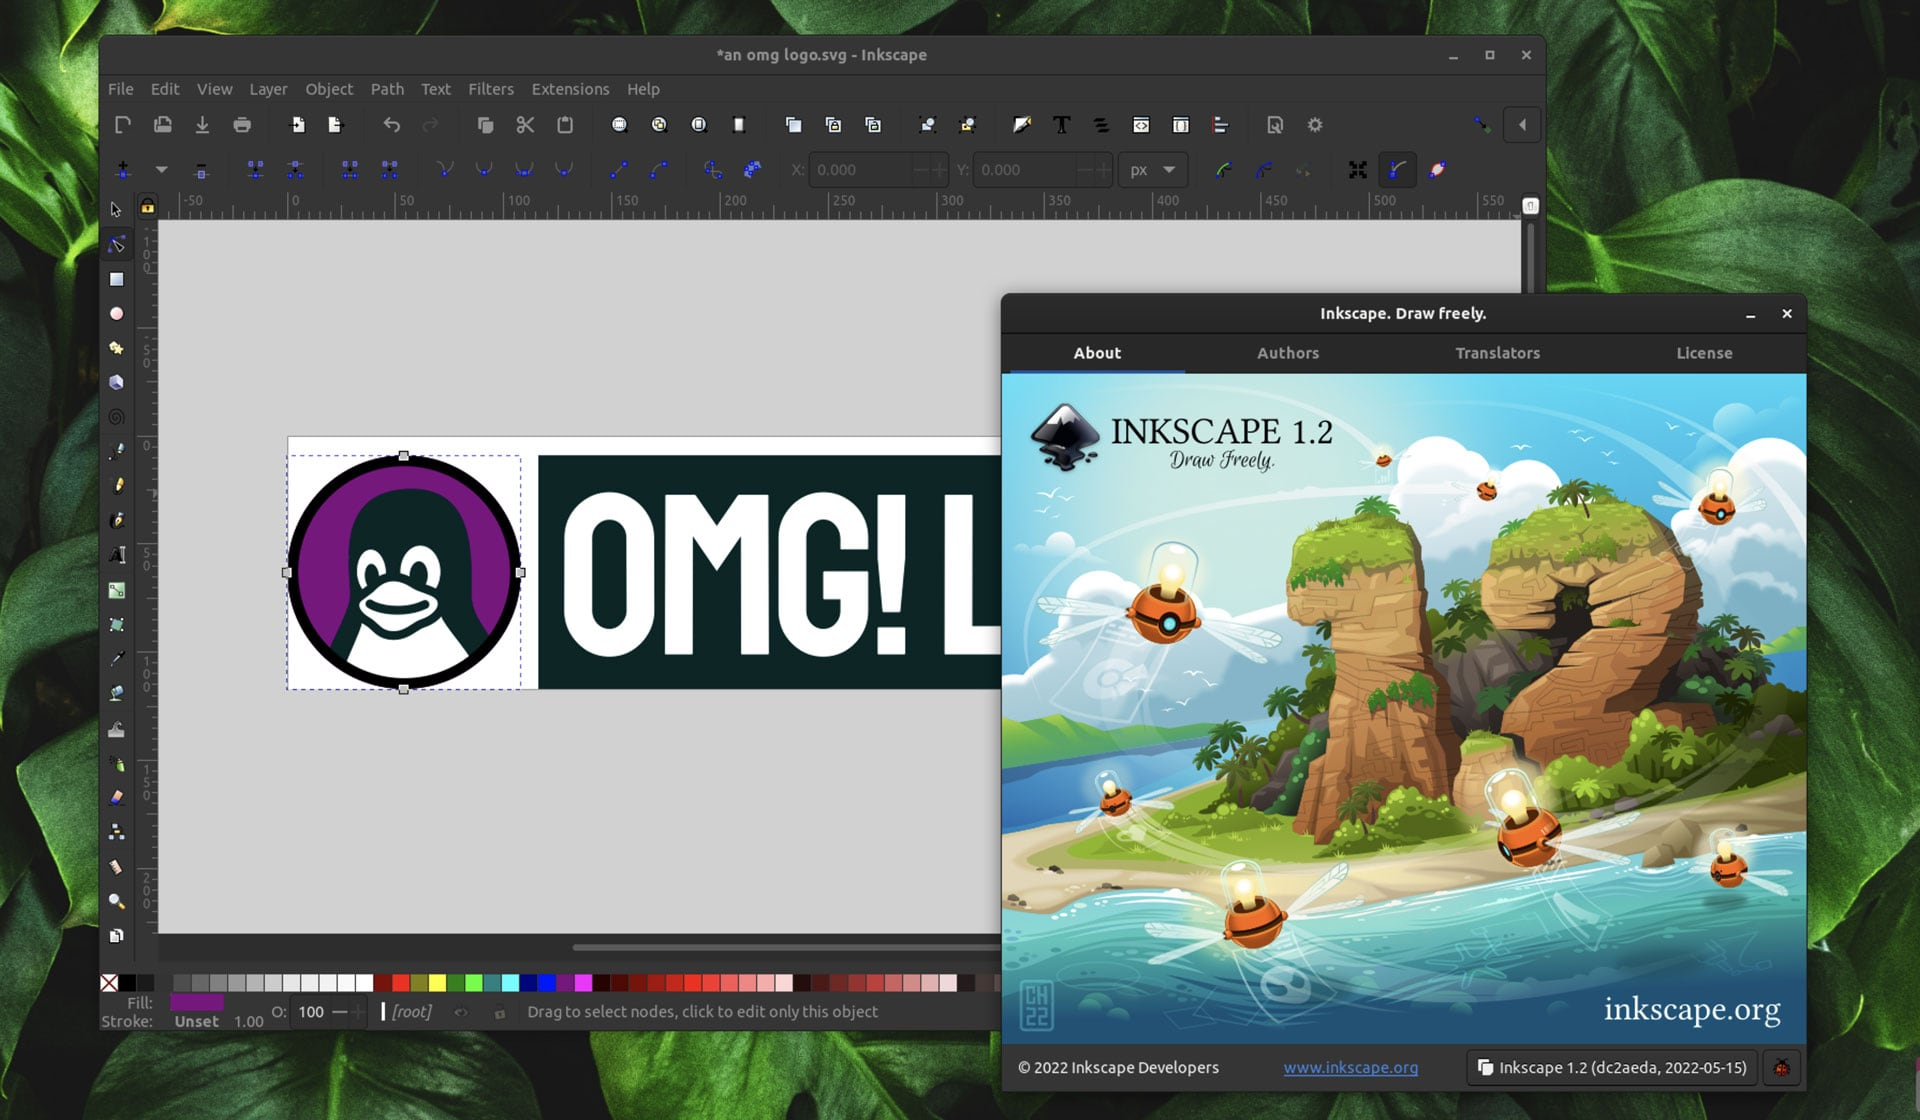 *an omg logo.svg - Inkscape
File Edit View Layer Object Path Text Filters Extensions Help
X: 0.000 Y: 0.000 px
-50 0 50 100 150 200 250 300 350 400 450 500 550
OMG! L
Fill:
Stroke: Unset 1.00
O: 100 [root] Drag to select nodes, click to edit only this object
Inkscape. Draw freely.
About Authors Translators License
INKSCAPE 1.2
Draw Freely.
CH
22
inkscape.org
© 2022 Inkscape Developers www.inkscape.org Inkscape 1.2 (dc2aeda, 2022-05-15)